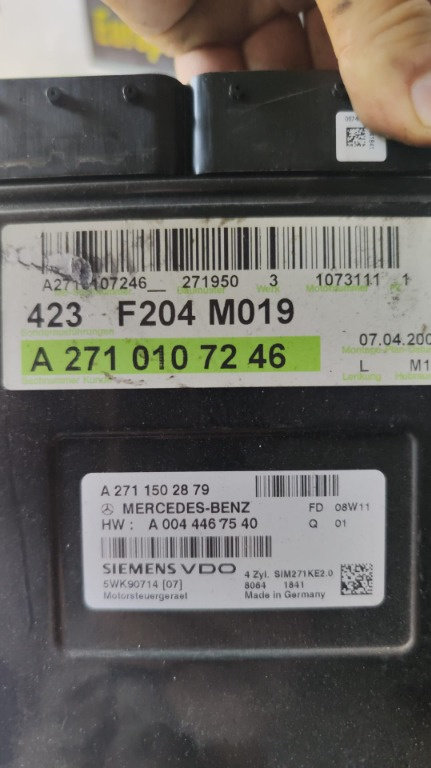 A271 107246__ 271950 3 1073111 1
423 F204 M019
07.04.200
A 271 010 72 46
L M1
A 271 150 28 79
MERCEDES-BENZ FD 08W11
HW : A 004 446 75 40 Q 01
SIEMENS VDO 4 Zyl. SIM271KE2.0
5WK90714 [07] 8064 1841
Motorsteuergeraet Made in Germany